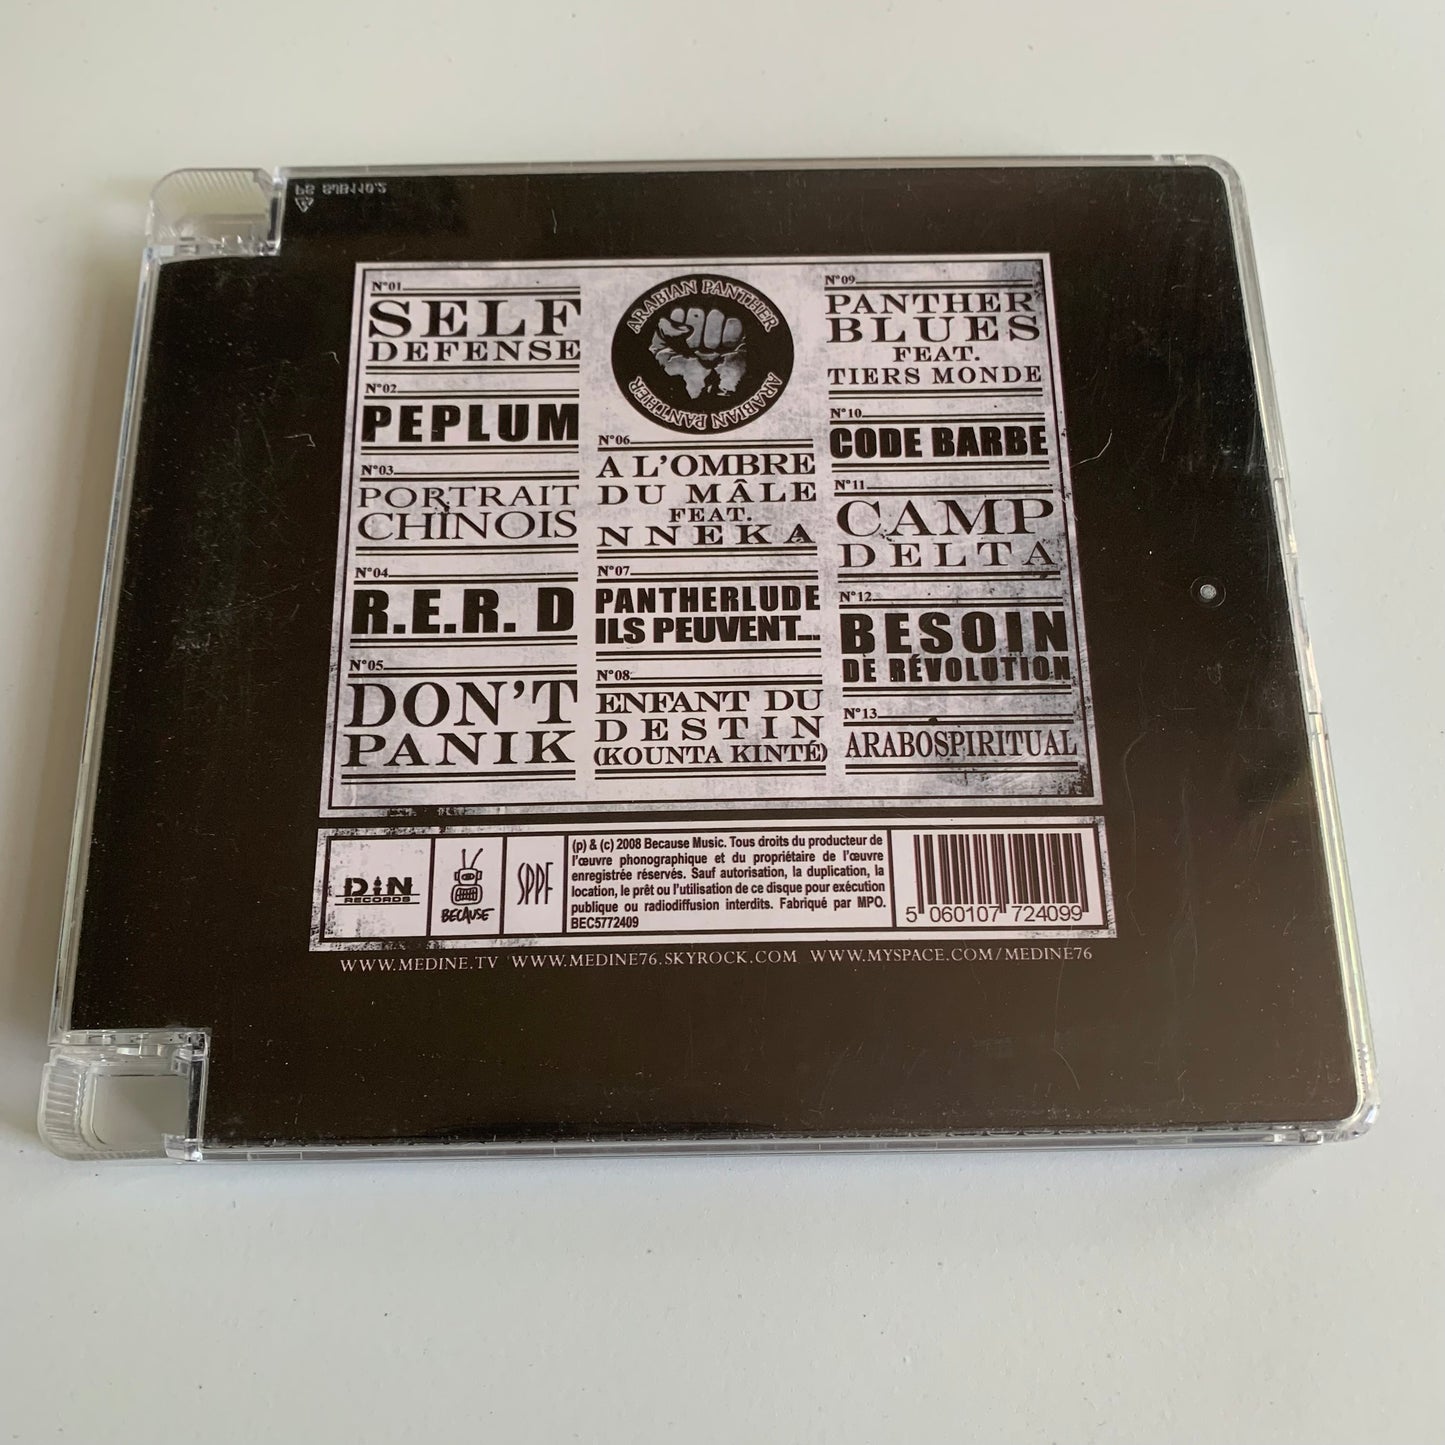 PS SJB110.2
N°01
SELF
DEFENSE
N°02
PEPLUM
N°03
PORTRAIT
CHINOIS
N°04
R.E.R. D
N°05
DON'T
PANIK
ARABIAN PANTHER
ARABIAN PANTHER
N°06
A L'OMBRE
DU MÂLE
FEAT.
NNEKA
N°07
PANTHERLUDE
ILS PEUVENT...
N°08
ENFANT DU
DESTIN
(KOUNTA KINTÉ)
N°09
PANTHER
BLUES
FEAT.
TIERS MONDE
N°10
CODE BARBE
N°11
CAMP
DELTA
N°12
BESOIN
DE RÉVOLUTION
N°13
ARABOSPIRITUAL
DIN
RECORDS
BECAUSE
SPPF
(p) & (c) 2008 Because Music. Tous droits du producteur de
l'œuvre phonographique et du propriétaire de l'œuvre
enregistrée réservés. Sauf autorisation, la duplication, la
location, le prêt ou l'utilisation de ce disque pour exécution
publique ou radiodiffusion interdits. Fabriqué par MPO.
BEC5772409
5 060107 724099
WWW.MEDINE.TV WWW.MEDINE76.SKYROCK.COM WWW.MYSPACE.COM/MEDINE76